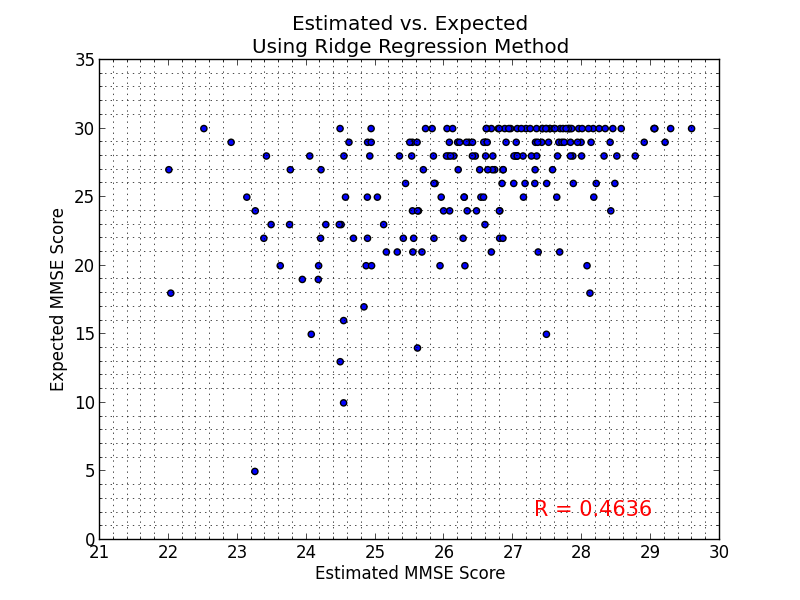 Estimated vs. Expected
Using Ridge Regression Method
35
30
25
20
15
10
5
0
Expected MMSE Score
R = 0.4636
21 22 23 24 25 26 27 28 29 30
Estimated MMSE Score